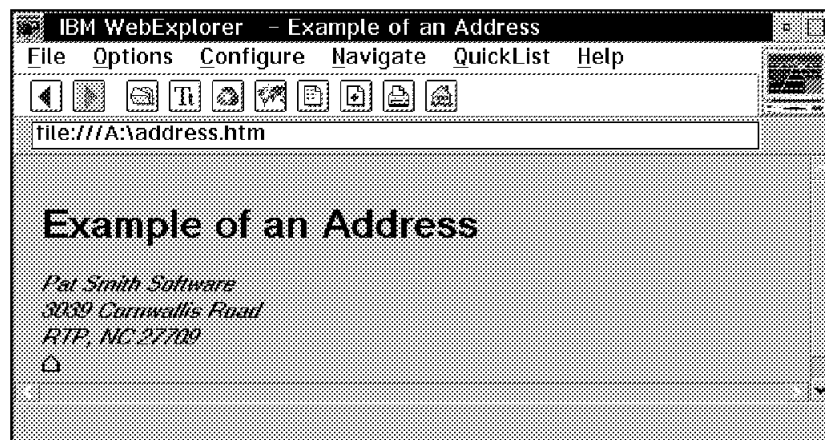 IBM WebExplorer - Example of an Address
File Options Configure Navigate QuickList Help
Tt
file:///A:\address.htm
Example of an Address
Pat Smith Software
3039 Cornwallis Road
RTP, NC 27709